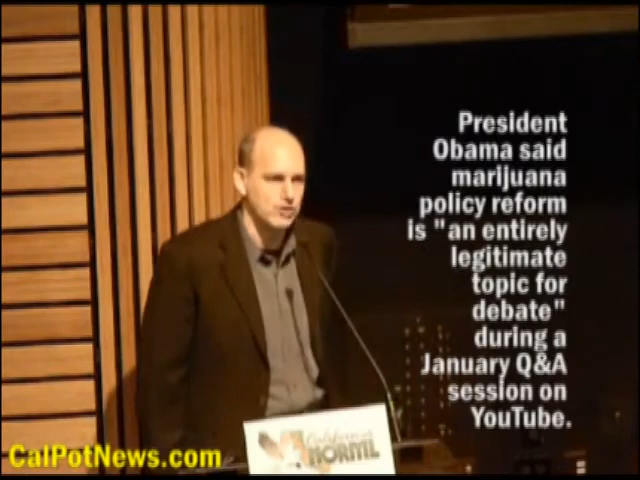 President
Obama said
marijuana
policy reform
is "an entirely
legitimate
topic for
debate"
during a
January Q&A
session on
YouTube.
California
NORML
CalPotNews.com